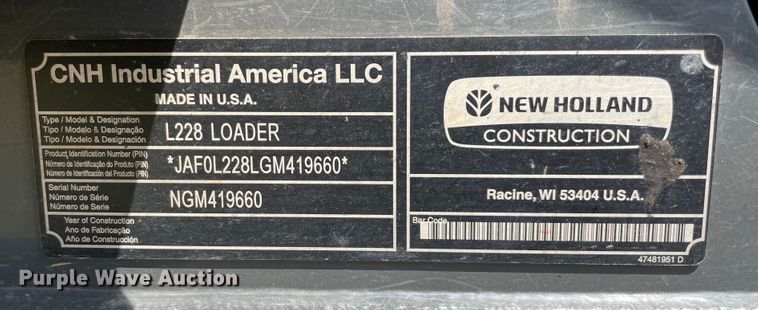 CNH Industrial America LLC
MADE IN U.S.A.
Type / Model & Designation
Tipo / Modelo & Designação
Tipo / Modelo & Designación
L228 LOADER
Product Identification Number (PIN)
Número de Identificação do Produto (PIN)
Número de Identificación del Producto (PIN)
*JAF0L228LGM419660*
Serial Number
Número de Série
Número de Serie
NGM419660
Year of Construction
Ano de Fabricação
Año de Construcción
NEW HOLLAND
CONSTRUCTION
Racine, WI 53404 U.S.A.
Bar Code
47481951 D
Purple Wave Auction